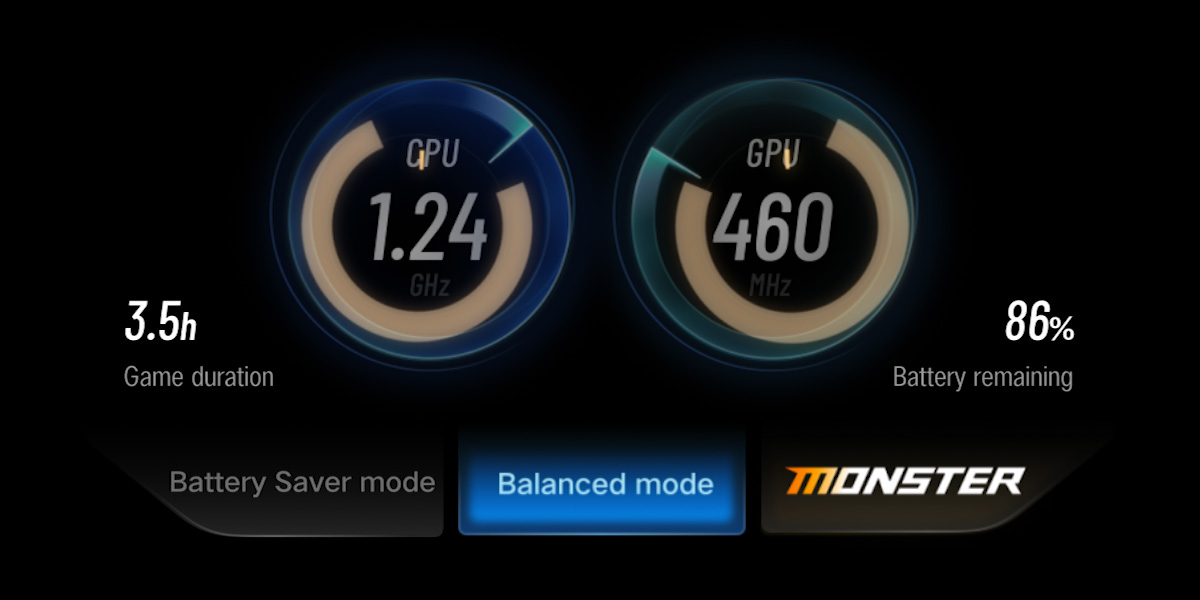 CPU
1.24
GHz
GPU
460
MHz
3.5h
Game duration
86%
Battery remaining
Battery Saver mode
Balanced mode
MONSTER